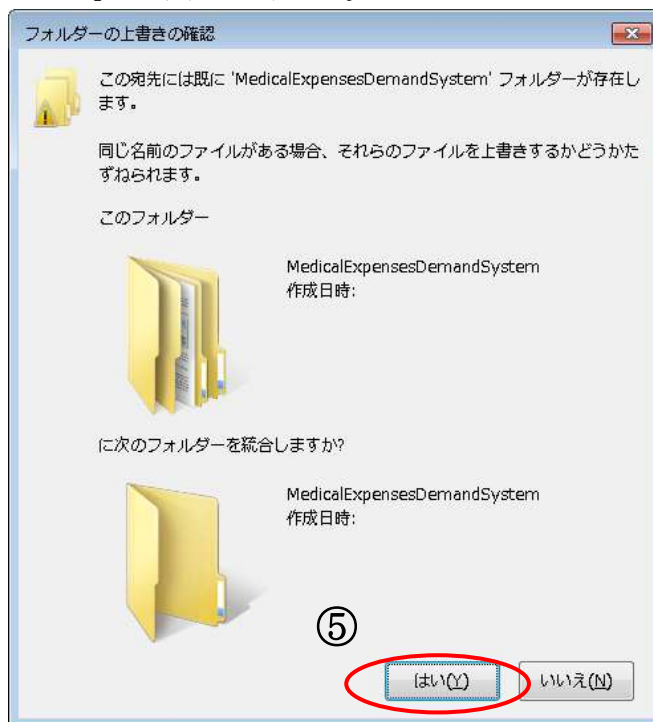 フォルダーの上書きの確認
この宛先には既に 'MedicalExpensesDemandSystem' フォルダーが存在し
ます。
同じ名前のファイルがある場合、それらのファイルを上書きするかどうかた
ずねられます。
このフォルダー
MedicalExpensesDemandSystem
作成日時:
に次のフォルダーを統合しますか?
MedicalExpensesDemandSystem
作成日時:
⑤
はい(Y) いいえ(N)